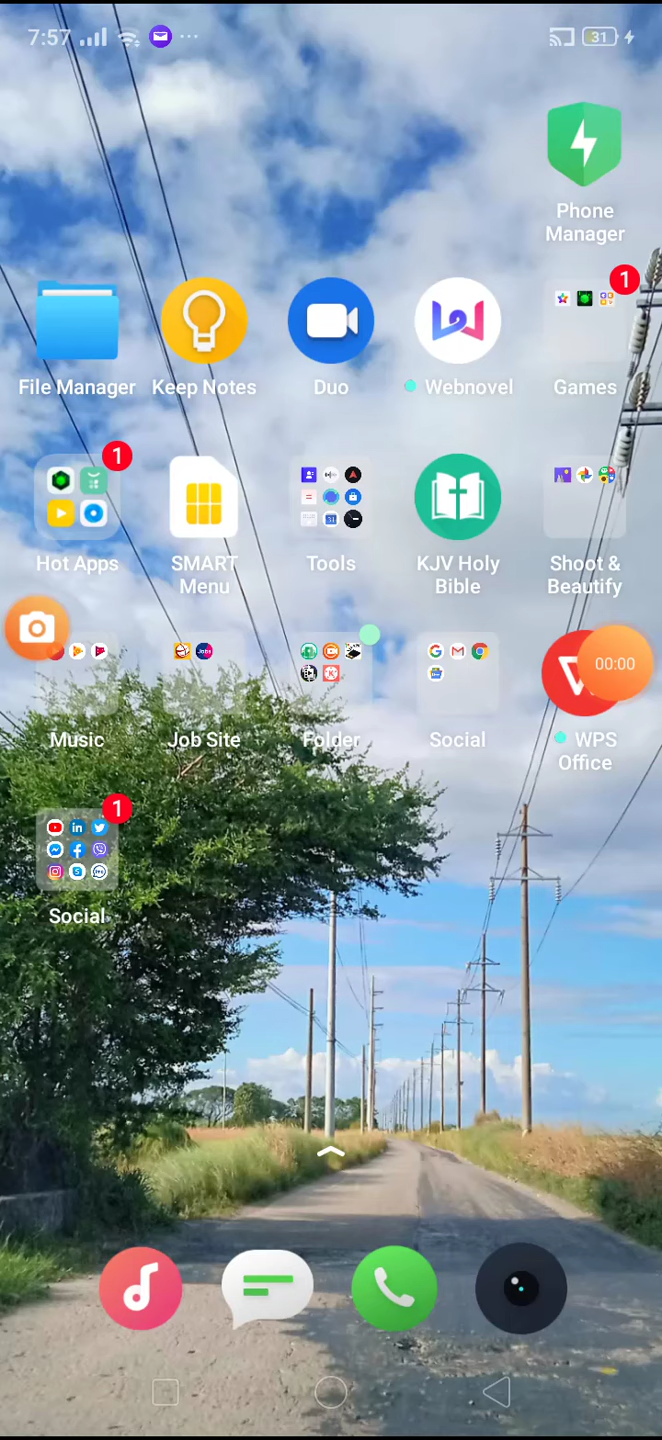 7:57
31
Phone
Manager
1
File Manager
Keep Notes
Duo
Webnovel
Games
1
Hot Apps
SMART
Menu
Tools
KJV Holy
Bible
Shoot &
Beautify
00:00
Music
Job Site
Folder
Social
WPS
Office
1
Social